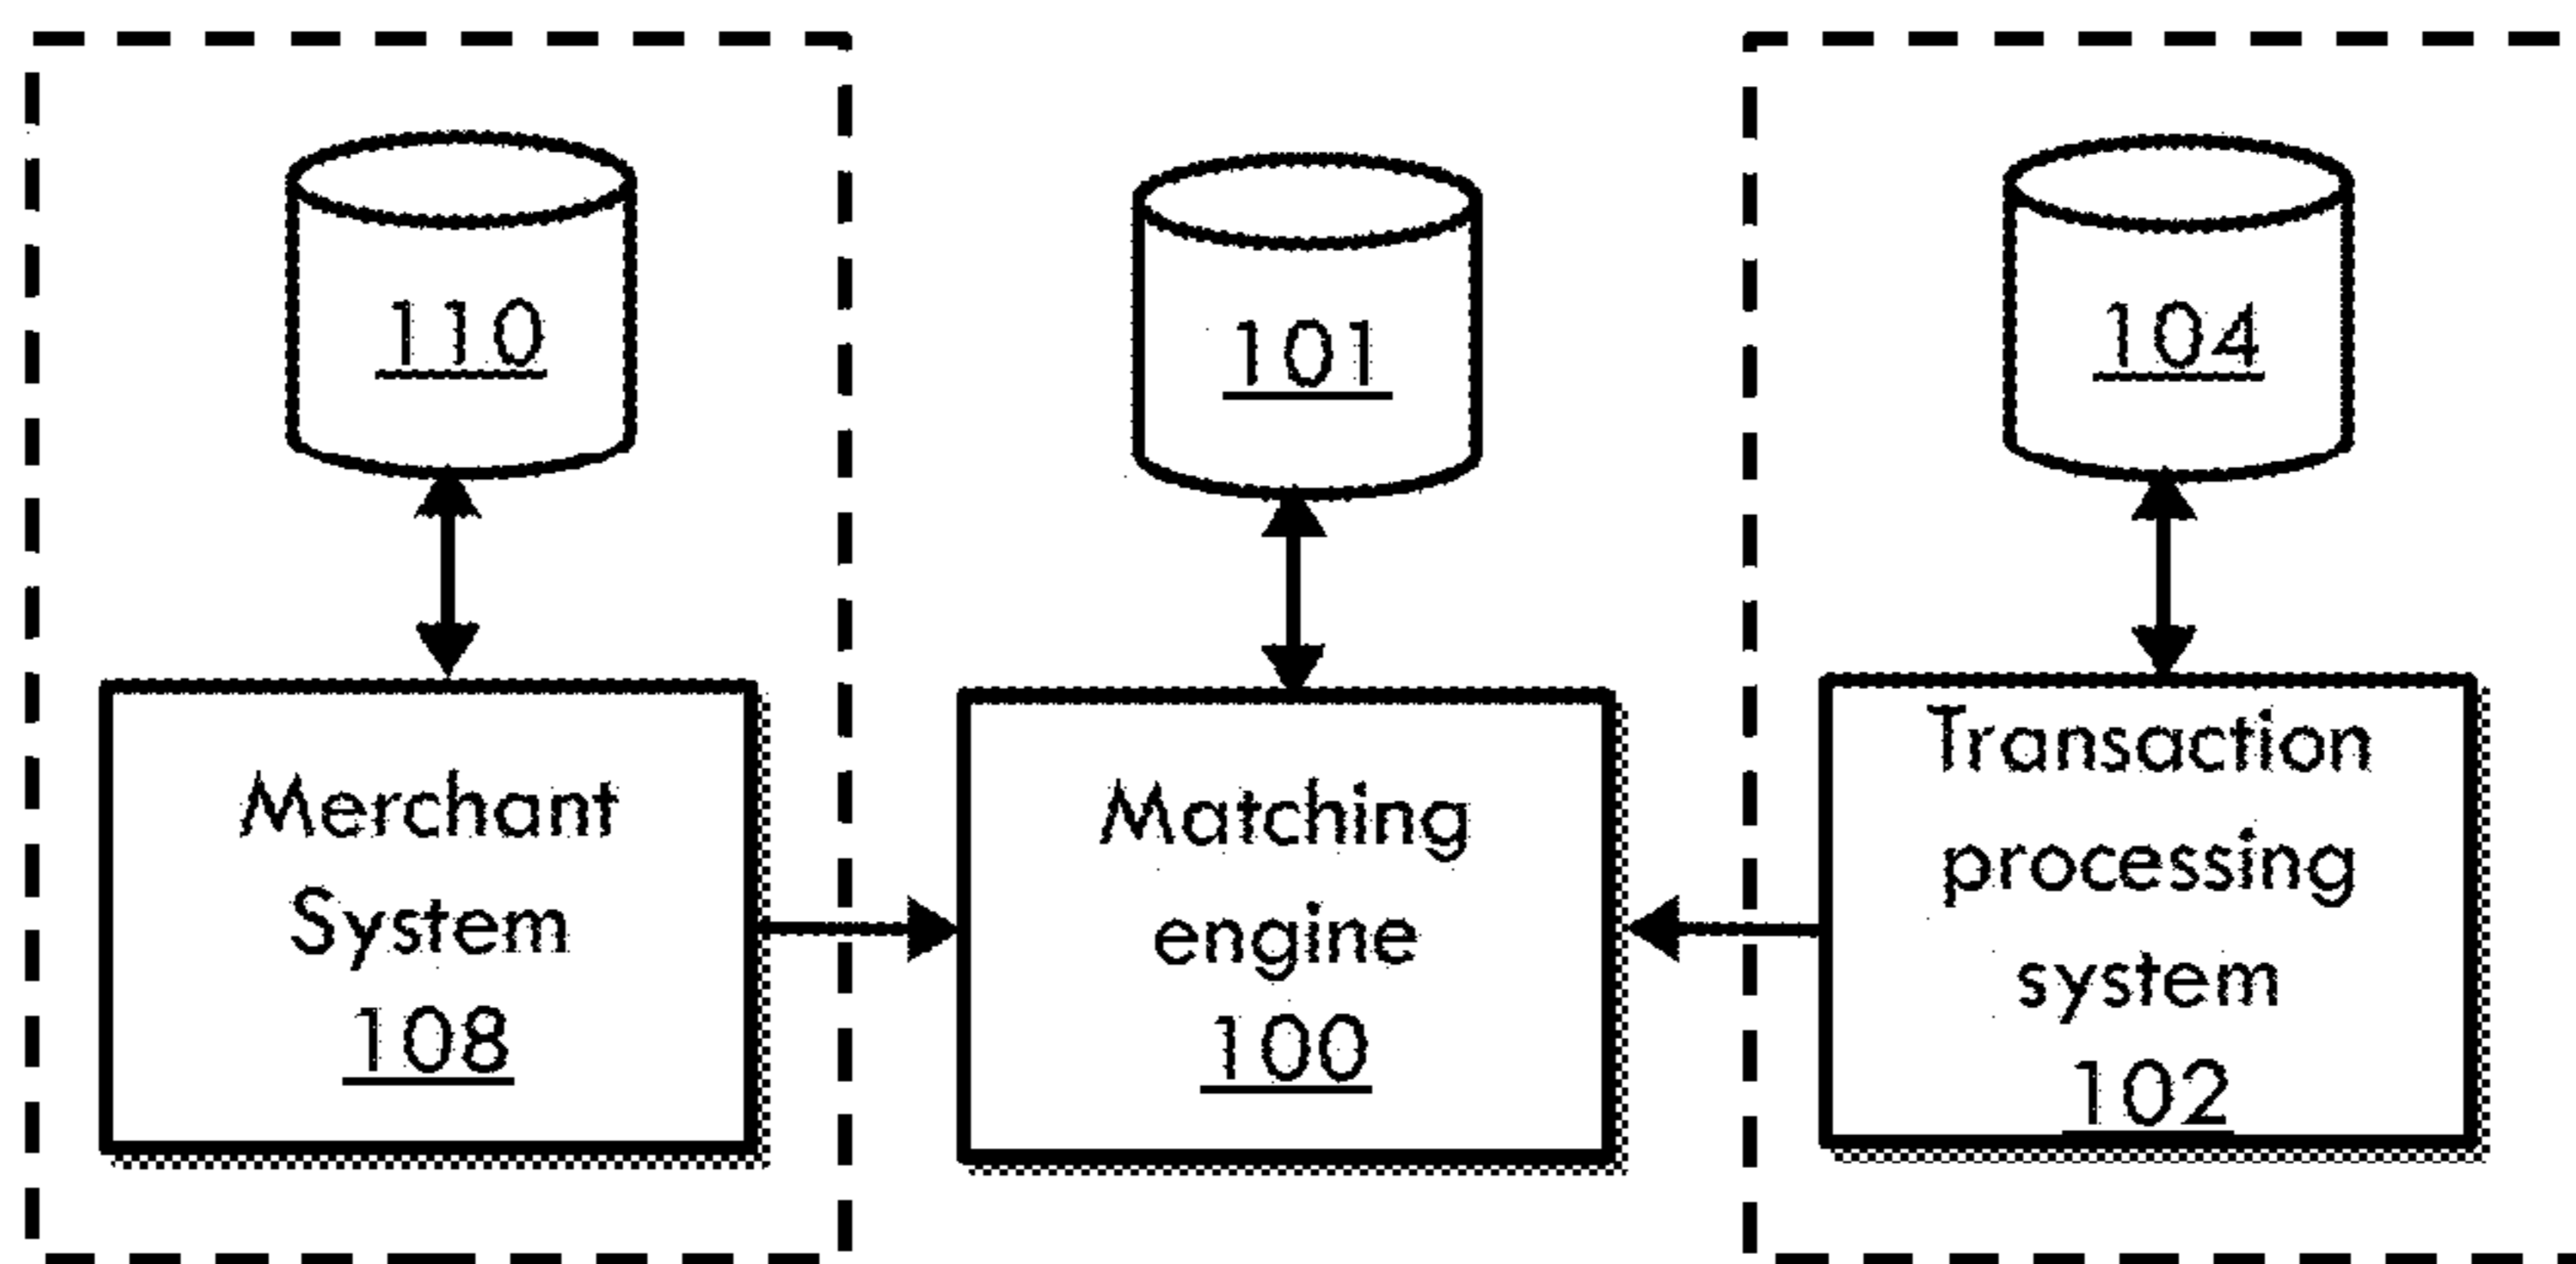 110
101
104
Merchant
System
108
Matching
engine
100
Transaction
processing
system
102